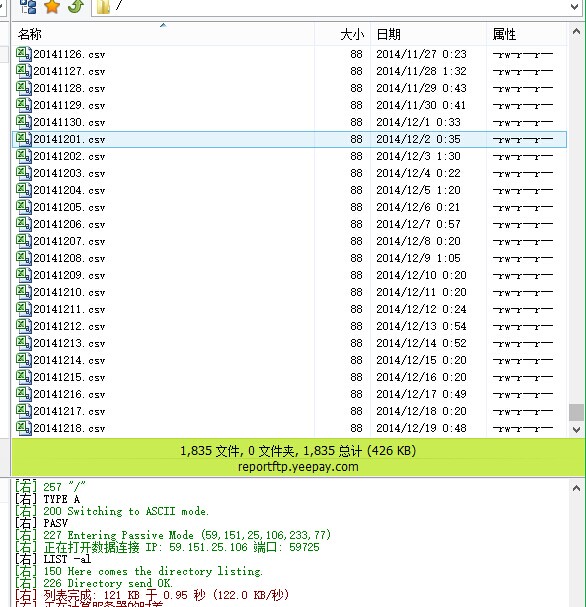 /
名称 大小 日期 属性
20141126.csv 88 2014/11/27 0:23 -rw-r--r--
20141127.csv 88 2014/11/28 1:32 -rw-r--r--
20141128.csv 88 2014/11/29 0:43 -rw-r--r--
20141129.csv 88 2014/11/30 0:41 -rw-r--r--
20141130.csv 88 2014/12/1 0:33 -rw-r--r--
20141201.csv 88 2014/12/2 0:35 -rw-r--r--
20141202.csv 88 2014/12/3 1:30 -rw-r--r--
20141203.csv 88 2014/12/4 0:22 -rw-r--r--
20141204.csv 88 2014/12/5 1:20 -rw-r--r--
20141205.csv 88 2014/12/6 0:21 -rw-r--r--
20141206.csv 88 2014/12/7 0:57 -rw-r--r--
20141207.csv 88 2014/12/8 0:20 -rw-r--r--
20141208.csv 88 2014/12/9 1:05 -rw-r--r--
20141209.csv 88 2014/12/10 0:20 -rw-r--r--
20141210.csv 88 2014/12/11 0:20 -rw-r--r--
20141211.csv 88 2014/12/12 0:24 -rw-r--r--
20141212.csv 88 2014/12/13 0:54 -rw-r--r--
20141213.csv 88 2014/12/14 0:52 -rw-r--r--
20141214.csv 88 2014/12/15 0:20 -rw-r--r--
20141215.csv 88 2014/12/16 0:20 -rw-r--r--
20141216.csv 88 2014/12/17 0:49 -rw-r--r--
20141217.csv 88 2014/12/18 0:20 -rw-r--r--
20141218.csv 88 2014/12/19 0:48 -rw-r--r--
1,835 文件, 0 文件夹, 1,835 总计 (426 KB)
reportftp.yeepay.com
[右] 257 "/"
[右] TYPE A
[右] 200 Switching to ASCII mode.
[右] PASV
[右] 227 Entering Passive Mode (59,151,25,106,233,77)
[右] 正在打开数据连接 IP: 59.151.25.106 端口: 59725
[右] LIST -al
[右] 150 Here comes the directory listing.
[右] 226 Directory send OK.
[右] 列表完成: 121 KB 于 0.95 秒 (122.0 KB/秒)
[右] 正在计算服务器的时差